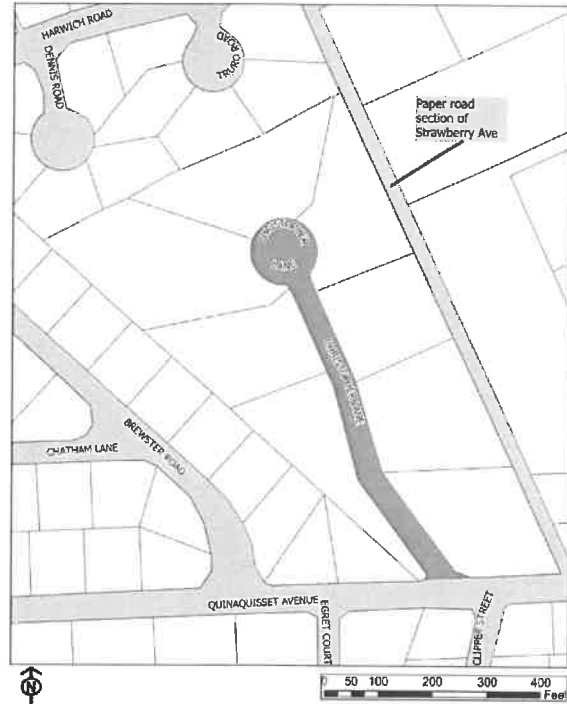 HARWICH ROAD
DENNIS ROAD
TRURO ROAD
Paper road
section of
Strawberry Ave
BREWSTER ROAD
CHATHAM LANE
QUINAQUISSET AVENUE
EGRET COURT
CLIPPER STREET
N
0 50 100 200 300 400
Feet